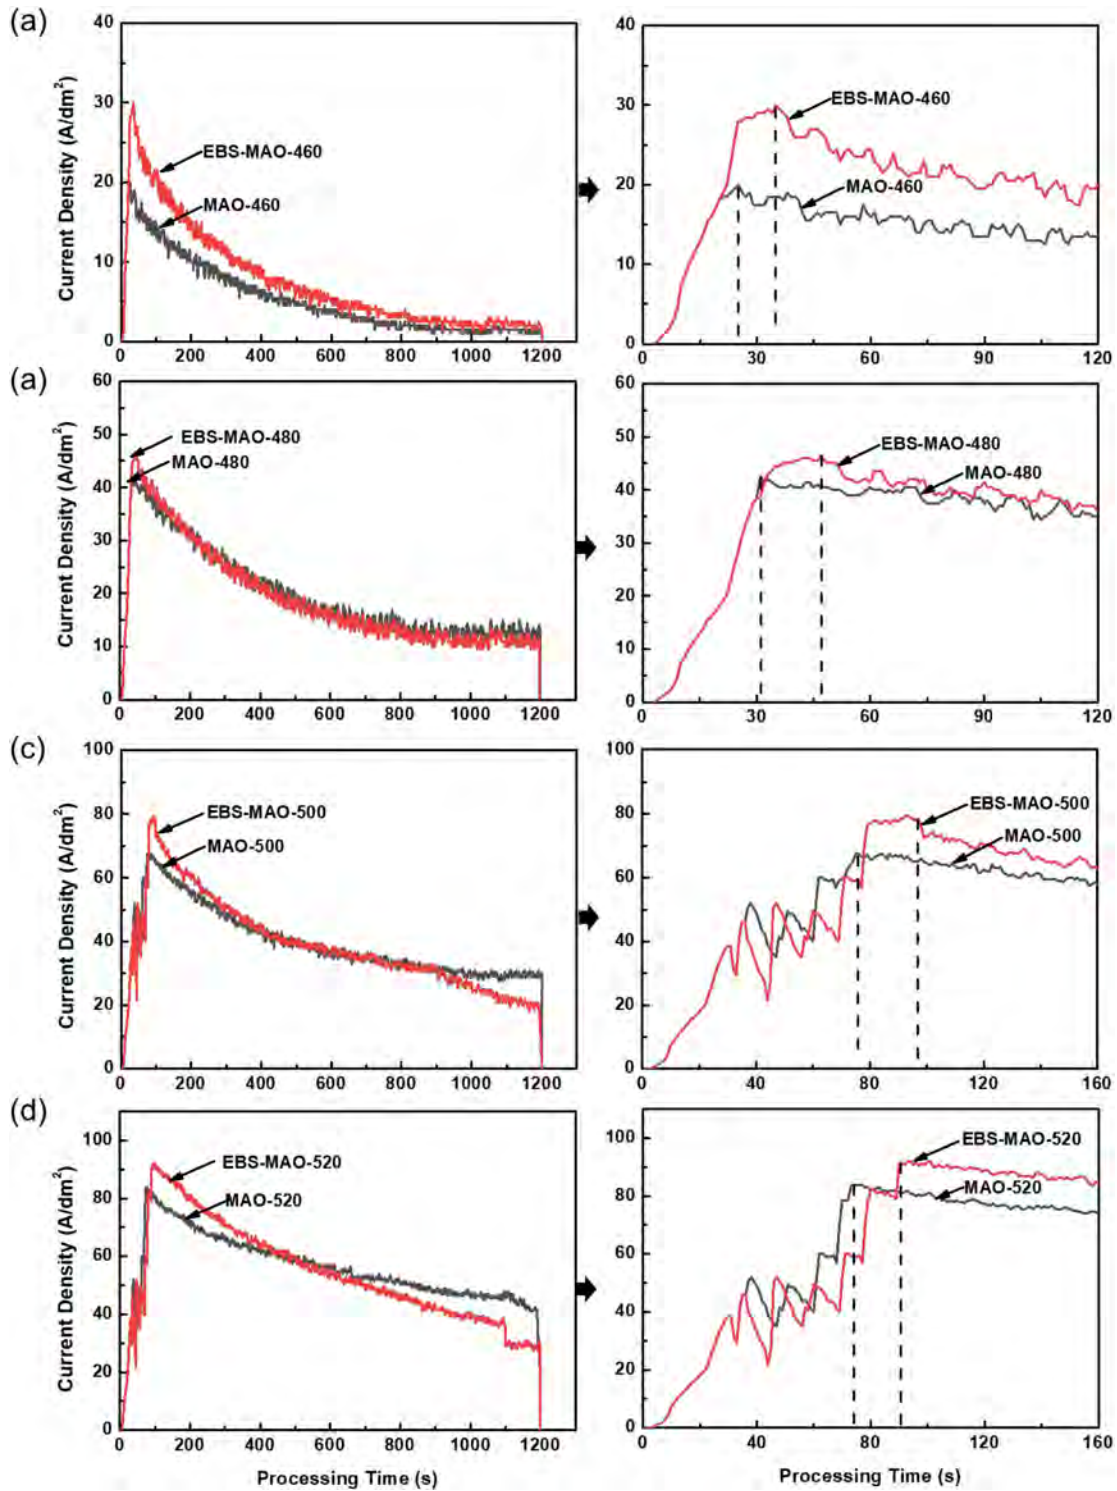 (a)
Current Density (A/dm²)
40
30
20
10
0
EBS-MAO-460
MAO-460
0 200 400 600 800 1000 1200
40
30
20
10
0
EBS-MAO-460
MAO-460
0 30 60 90 120
(a)
Current Density (A/dm²)
60
50
40
30
20
10
0
EBS-MAO-480
MAO-480
0 200 400 600 800 1000 1200
60
50
40
30
20
10
0
EBS-MAO-480
MAO-480
0 30 60 90 120
(c)
Current Density (A/dm²)
100
80
60
40
20
0
EBS-MAO-500
MAO-500
0 200 400 600 800 1000 1200
100
80
60
40
20
0
EBS-MAO-500
MAO-500
0 40 80 120 160
(d)
Current Density (A/dm²)
100
80
60
40
20
0
EBS-MAO-520
MAO-520
0 200 400 600 800 1000 1200
Processing Time (s)
100
80
60
40
20
0
EBS-MAO-520
MAO-520
0 40 80 120 160
Processing Time (s)